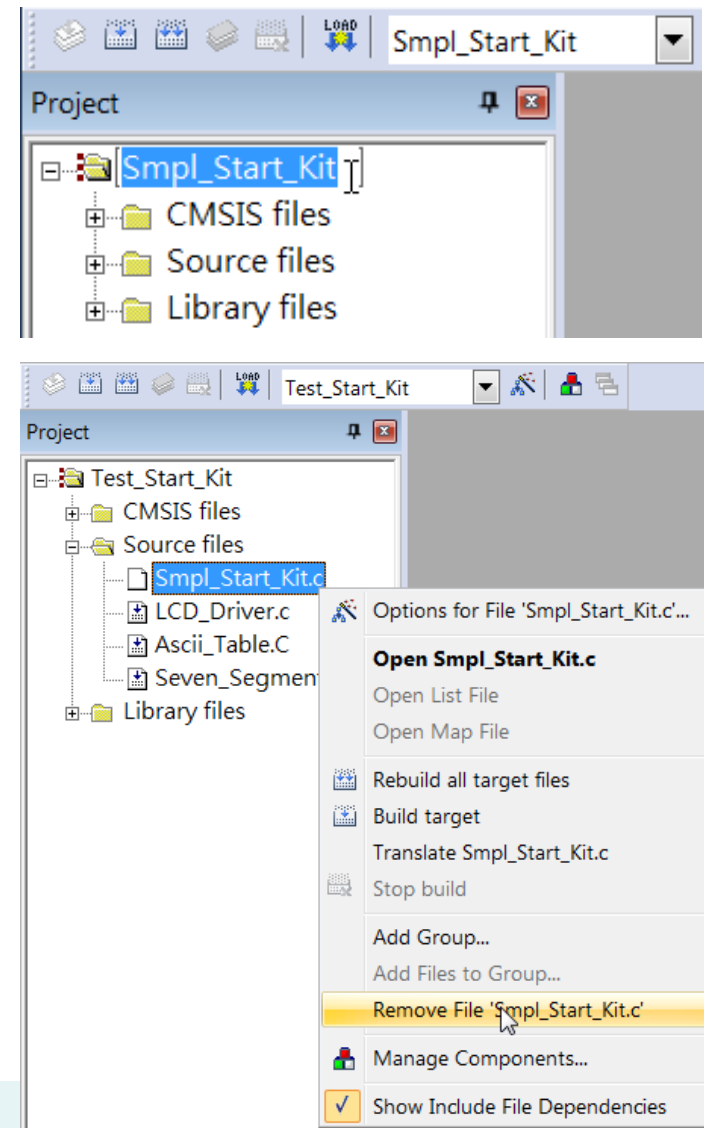 LOAD
Smpl_Start_Kit
Project
Smpl_Start_Kit
CMSIS files
Source files
Library files
LOAD
Test_Start_Kit
Project
Test_Start_Kit
CMSIS files
Source files
Smpl_Start_Kit.c
LCD_Driver.c
Ascii_Table.C
Seven_Segmen
Library files
Options for File 'Smpl_Start_Kit.c'...
Open Smpl_Start_Kit.c
Open List File
Open Map File
Rebuild all target files
Build target
Translate Smpl_Start_Kit.c
Stop build
Add Group...
Add Files to Group...
Remove File 'Smpl_Start_Kit.c'
Manage Components...
Show Include File Dependencies